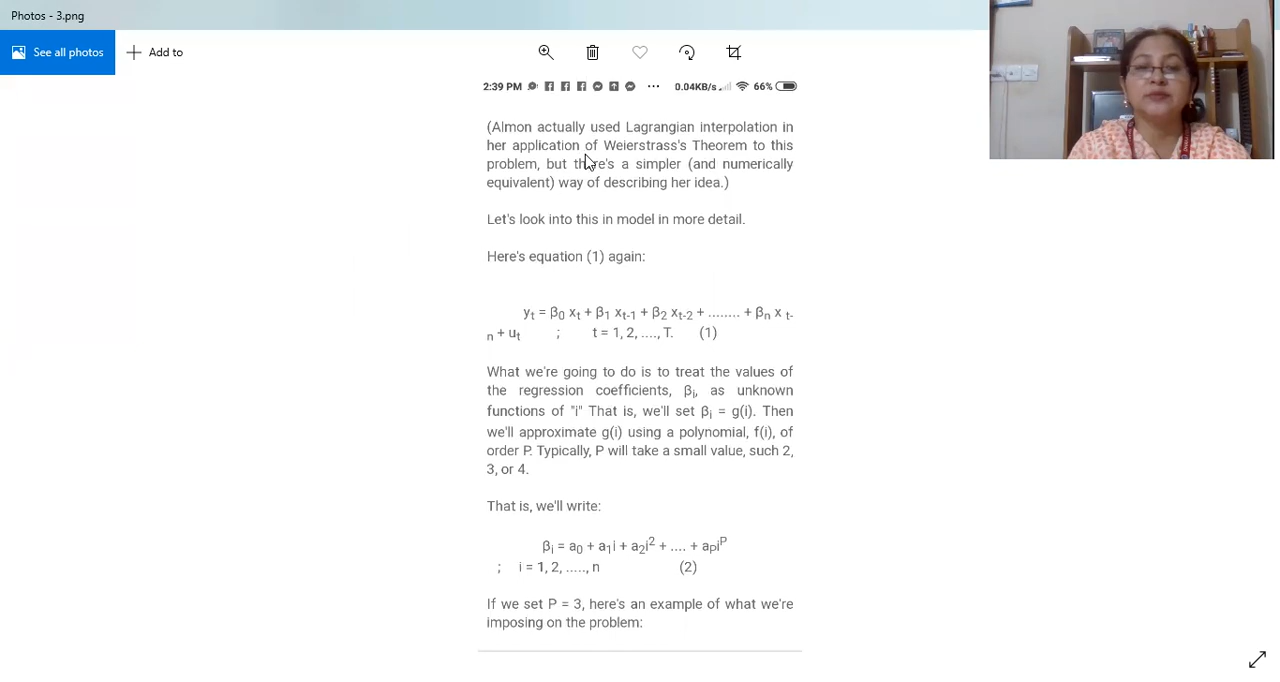 Photos - 3.png
See all photos
Add to
2:39 PM ... 0.04KB/s 66%
(Almon actually used Lagrangian interpolation in
her application of Weierstrass's Theorem to this
problem, but there's a simpler (and numerically
equivalent) way of describing her idea.)
Let's look into this in model in more detail.
Here's equation (1) again:
yt = β0 xt + β1 xt-1 + β2 xt-2 + ........ + βn x t-
n + ut ; t = 1, 2, ...., T. (1)
What we're going to do is to treat the values of
the regression coefficients, βi, as unknown
functions of "i" That is, we'll set βi = g(i). Then
we'll approximate g(i) using a polynomial, f(i), of
order P. Typically, P will take a small value, such 2,
3, or 4.
That is, we'll write:
βi = a0 + a1i + a2i² + .... + aPi^P
; i = 1, 2, ....., n (2)
If we set P = 3, here's an example of what we're
imposing on the problem: